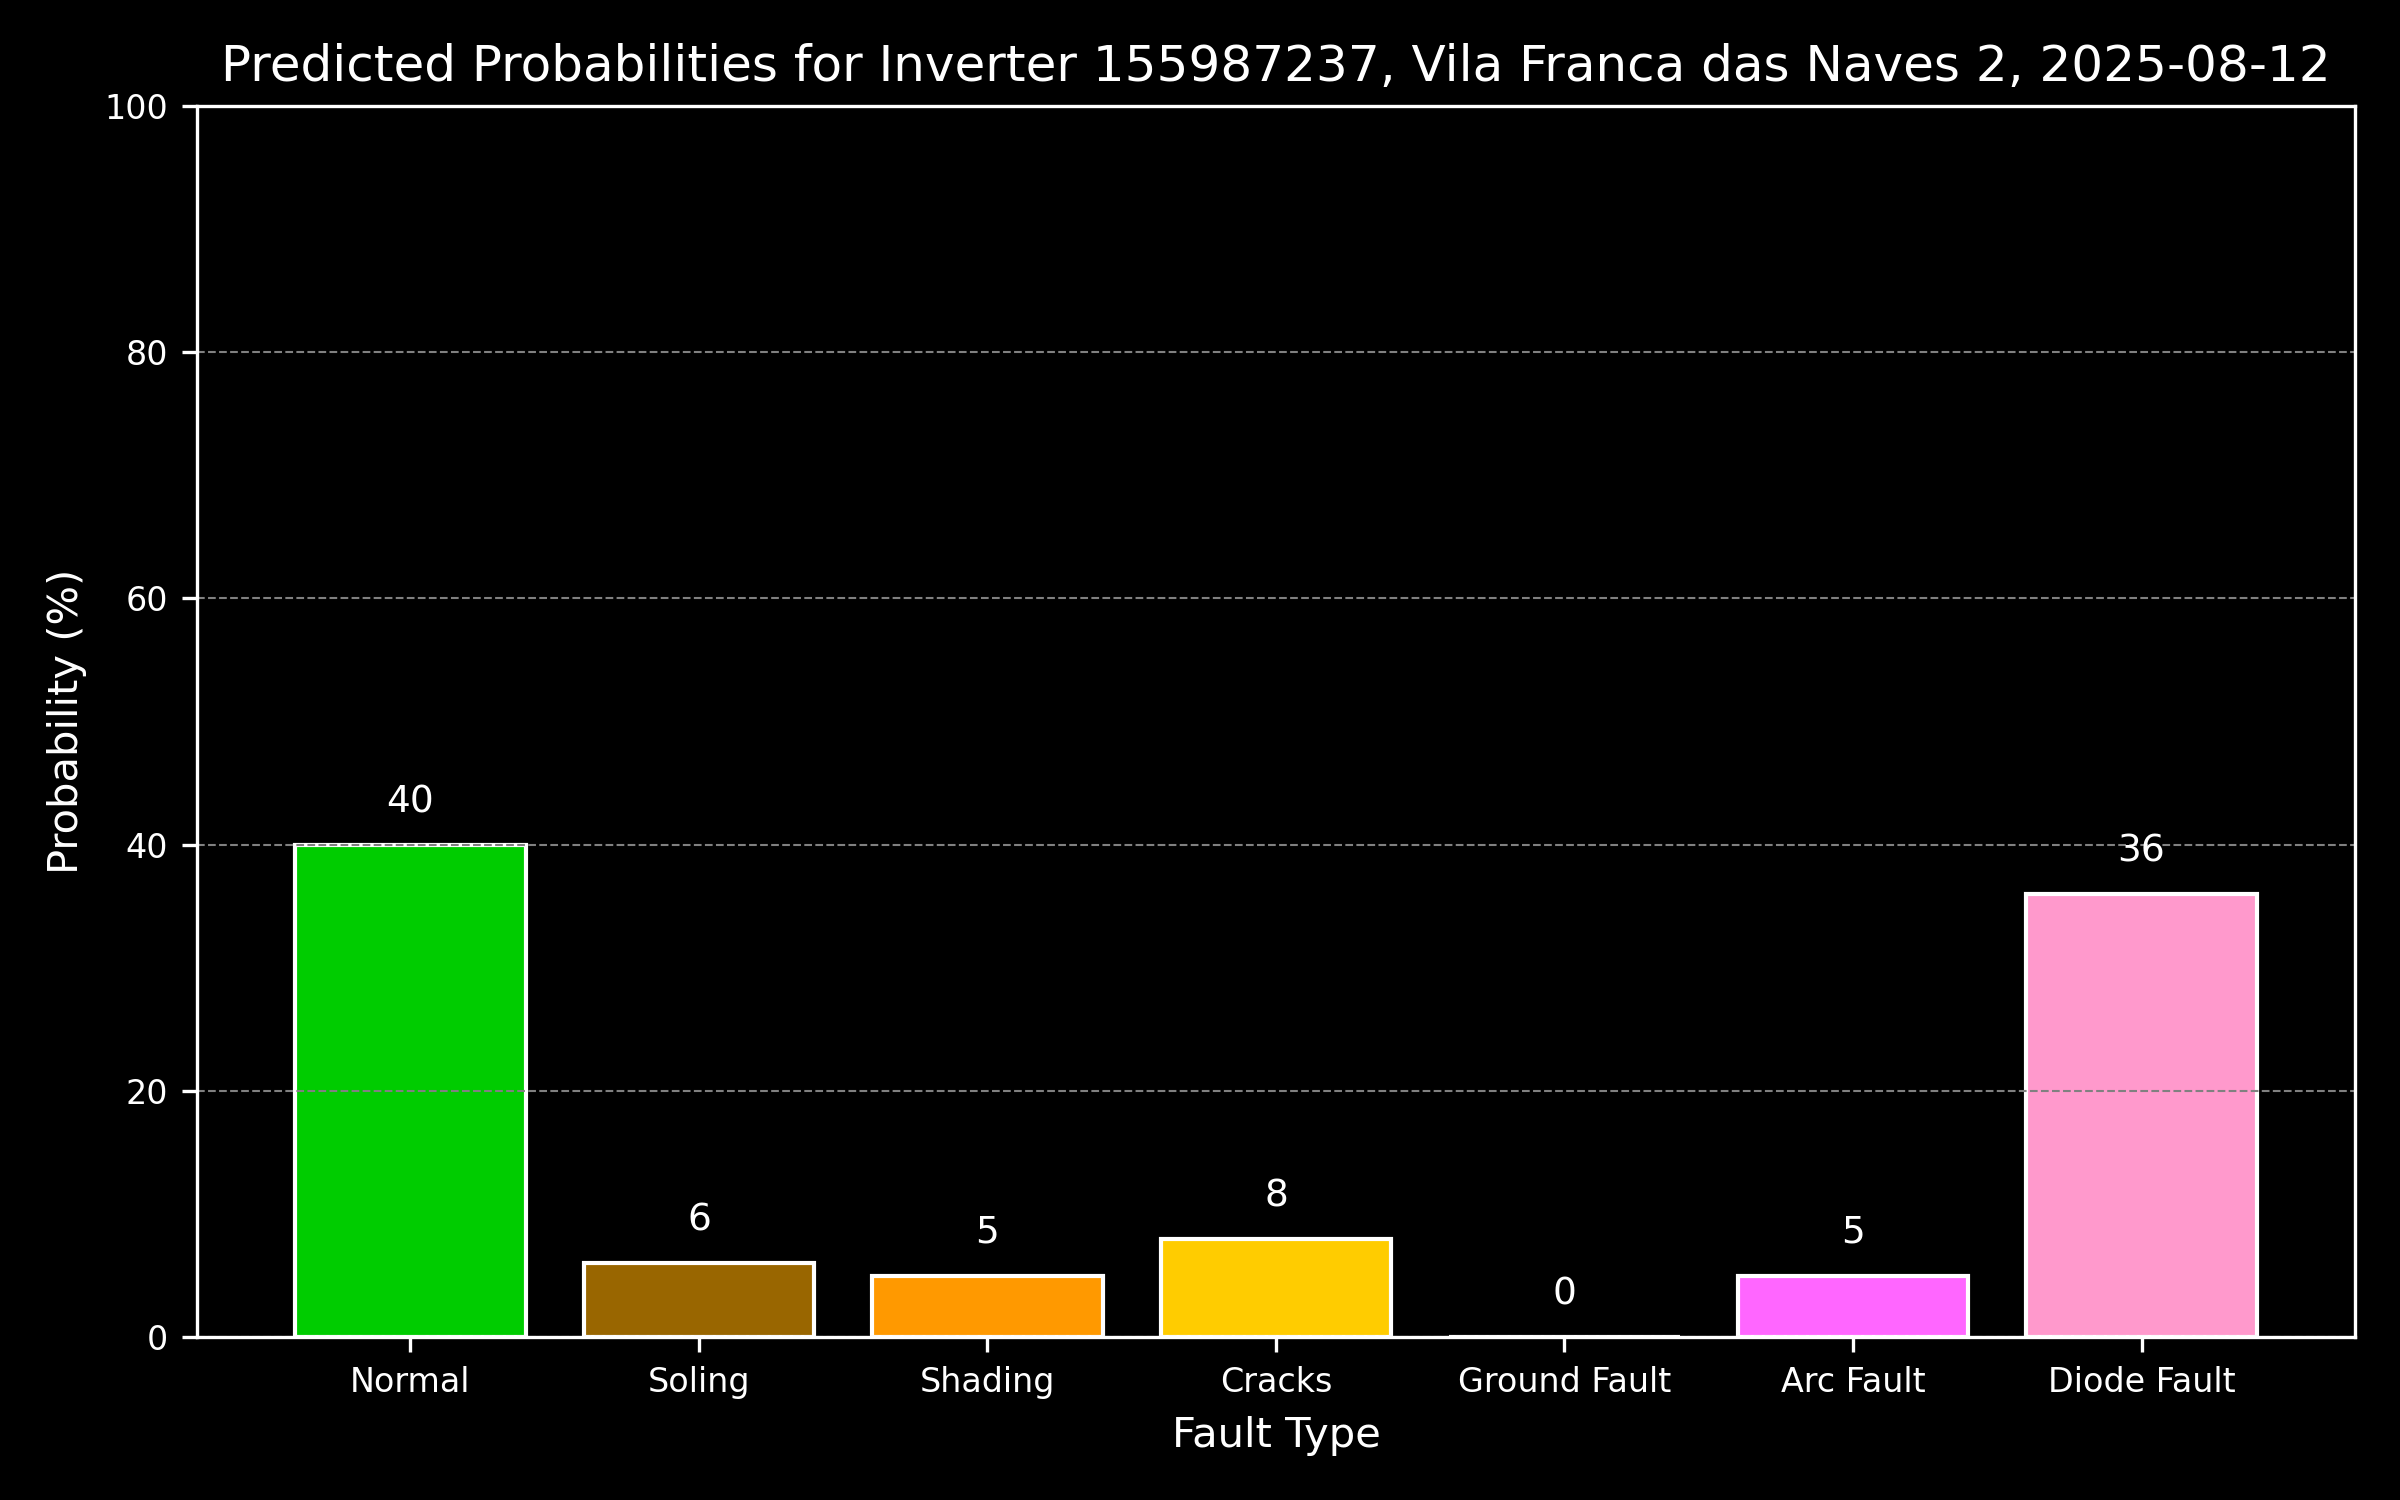 Predicted Probabilities for Inverter 155987237, Vila Franca das Naves 2, 2025-08-12
Probability (%)
100
80
60
40
20
0
40
6
5
8
0
5
36
Normal
Soling
Shading
Cracks
Ground Fault
Arc Fault
Diode Fault
Fault Type